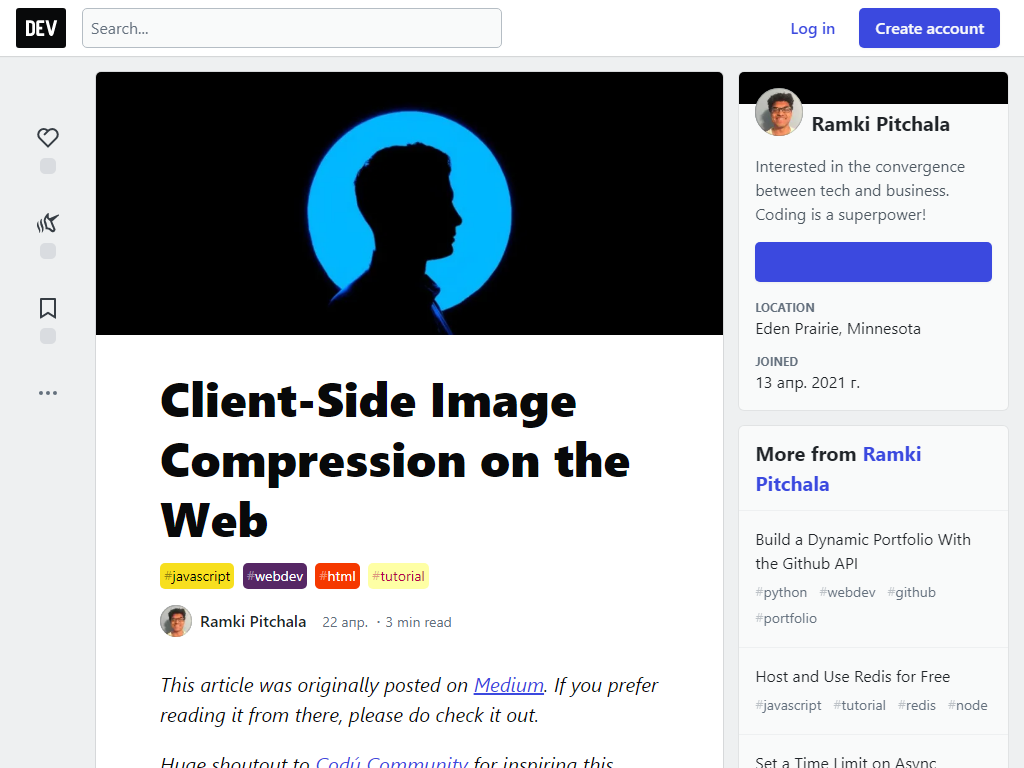 DEV
Search...
Log in
Create account
Client-Side Image
Compression on the
Web
#javascript #webdev #html #tutorial
Ramki Pitchala 22 апр. · 3 min read
This article was originally posted on Medium. If you prefer
reading it from there, please do check it out.
Huge shoutout to Codú Community for inspiring this
Ramki Pitchala
Interested in the convergence
between tech and business.
Coding is a superpower!
LOCATION
Eden Prairie, Minnesota
JOINED
13 апр. 2021 г.
More from Ramki
Pitchala
Build a Dynamic Portfolio With
the Github API
#python #webdev #github
#portfolio
Host and Use Redis for Free
#javascript #tutorial #redis #node
Set a Time Limit on Async